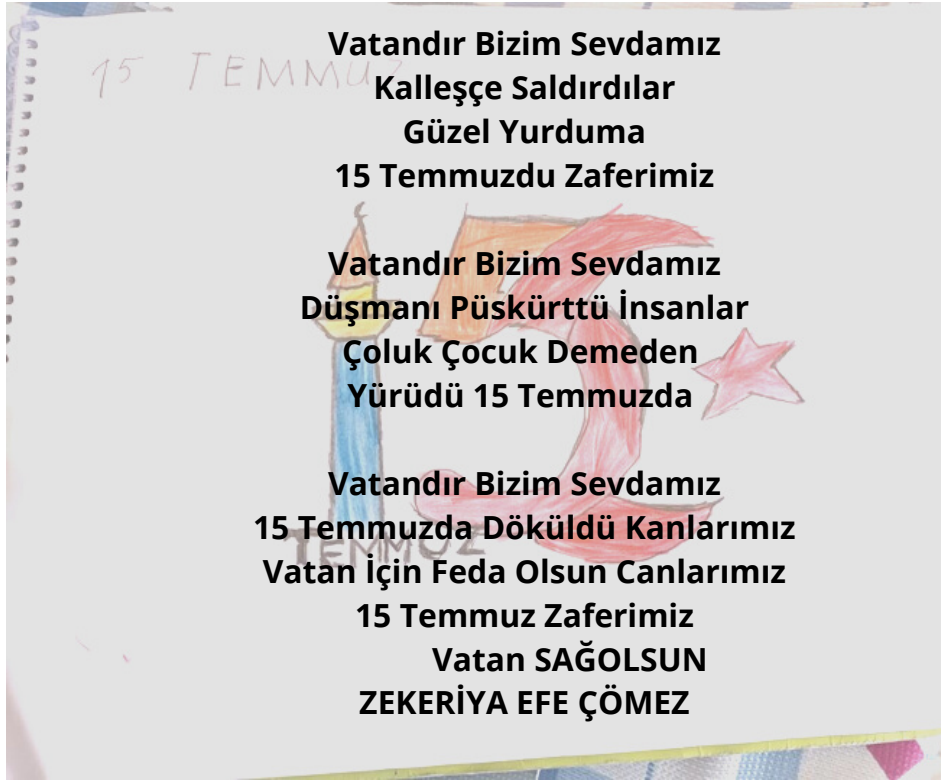 15 TEMMUZ
Vatandır Bizim Sevdamız
Kalleşçe Saldırdılar
Güzel Yurduma
15 Temmuzdu Zaferimiz
Vatandır Bizim Sevdamız
Düşmanı Püskürttü İnsanlar
Çoluk Çocuk Demeden
Yürüdü 15 Temmuzda
Vatandır Bizim Sevdamız
15 Temmuzda Döküldü Kanlarımız
Vatan İçin Feda Olsun Canlarımız
15 Temmuz Zaferimiz
Vatan SAĞOLSUN
ZEKERİYA EFE ÇÖMEZ
15
TEMMUZ